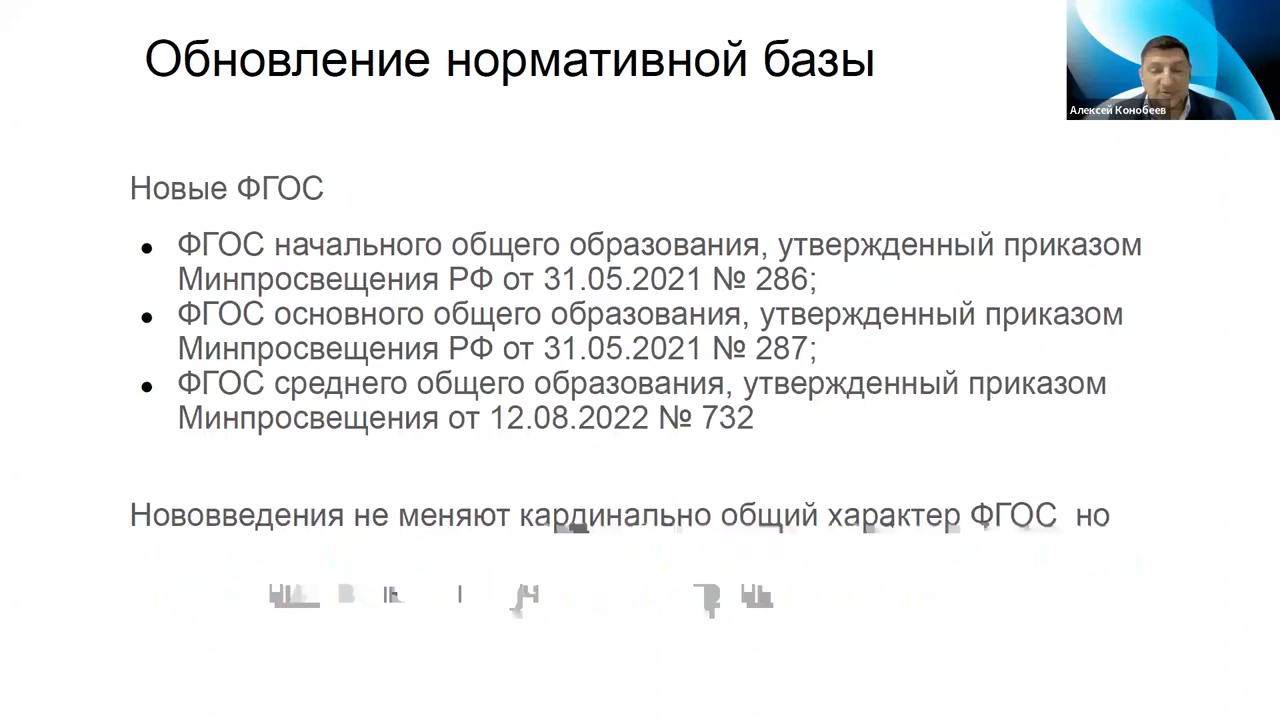 Обновление нормативной базы
Алексей Конобеев
Новые ФГОС
● ФГОС начального общего образования, утвержденный приказом
Минпросвещения РФ от 31.05.2021 № 286;
● ФГОС основного общего образования, утвержденный приказом
Минпросвещения РФ от 31.05.2021 № 287;
● ФГОС среднего общего образования, утвержденный приказом
Минпросвещения от 12.08.2022 № 732
Нововведения не меняют кардинально общий характер ФГОС но